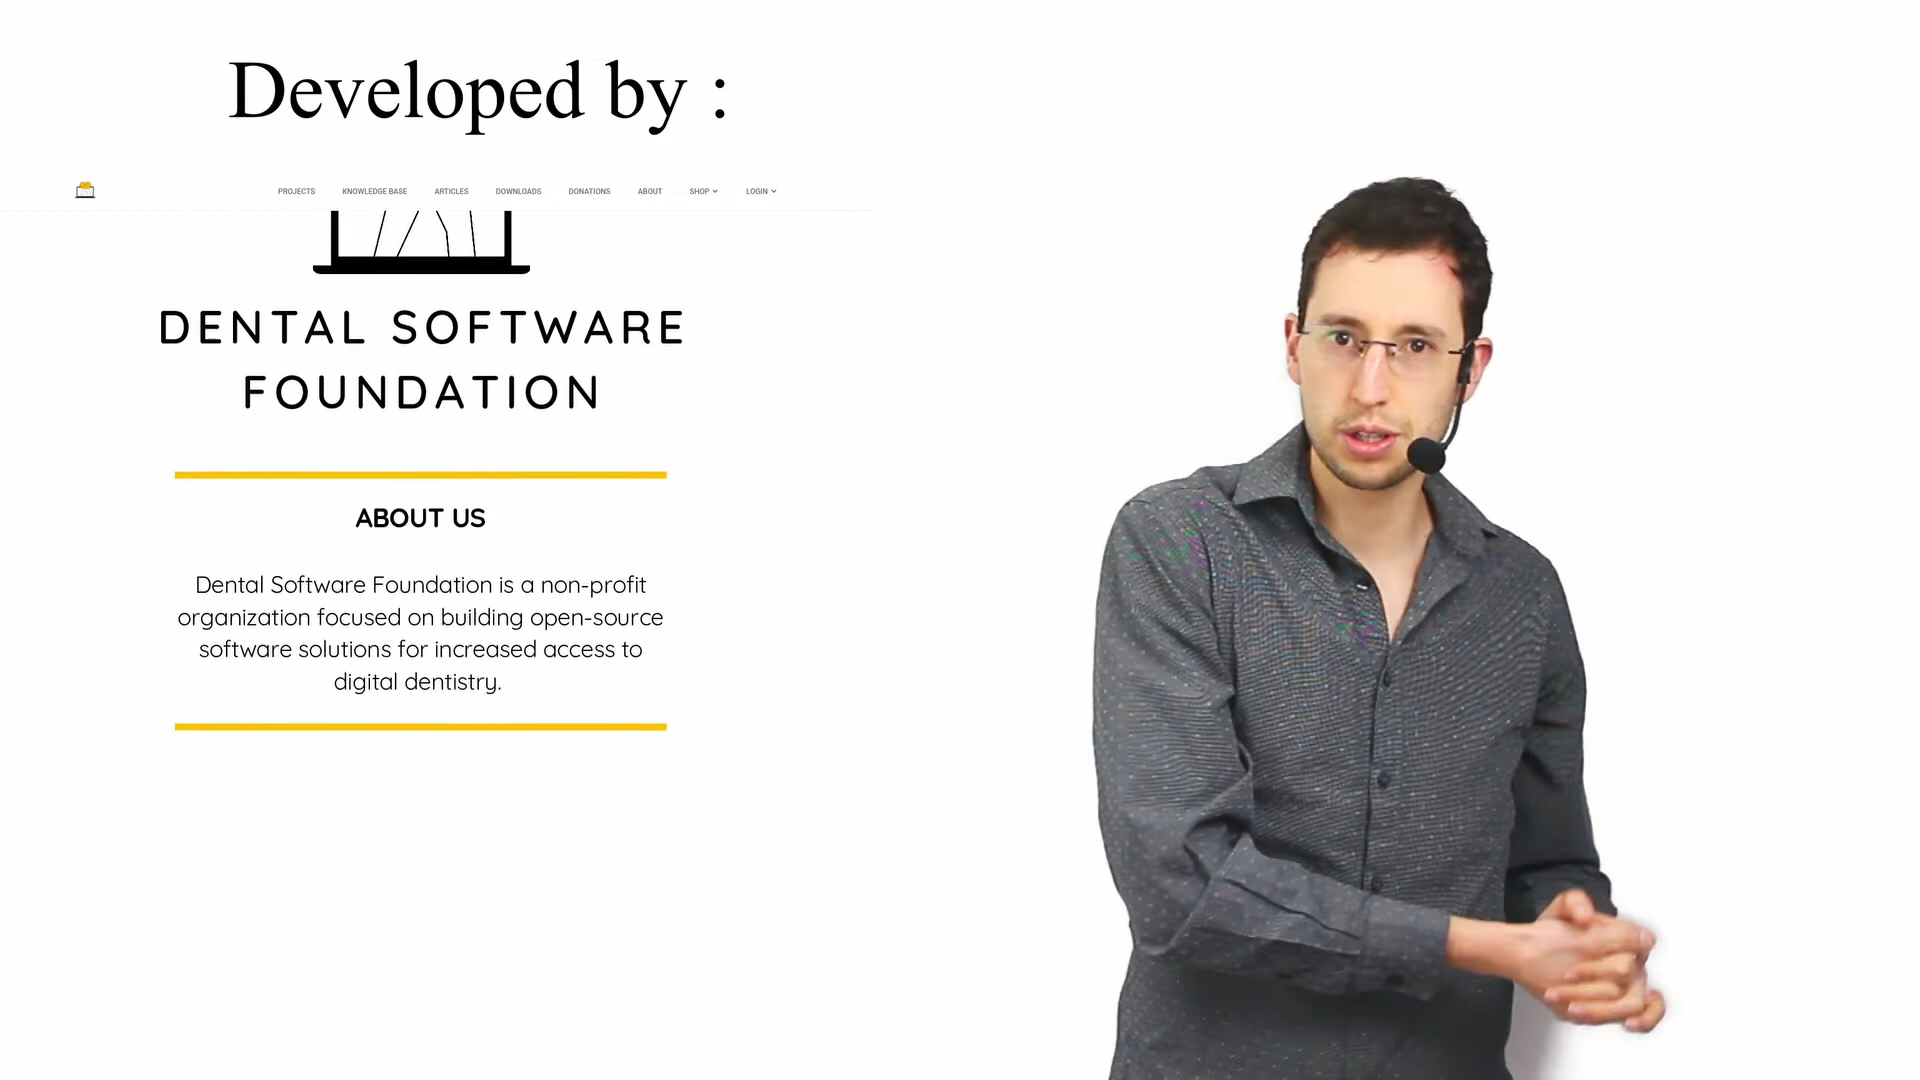 Developed by :
PROJECTS KNOWLEDGE BASE ARTICLES DOWNLOADS DONATIONS ABOUT SHOP LOGIN
DENTAL SOFTWARE
FOUNDATION
ABOUT US
Dental Software Foundation is a non-profit
organization focused on building open-source
software solutions for increased access to
digital dentistry.